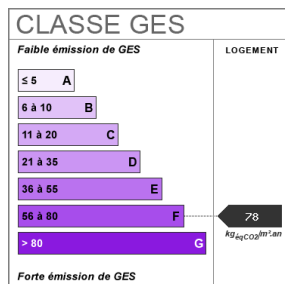 CLASSE GES
Faible émission de GES
LOGEMENT
≤ 5 A
6 à 10 B
11 à 20 C
21 à 35 D
36 à 55 E
56 à 80 F
78
kgéqCO2/m².an
> 80 G
Forte émission de GES